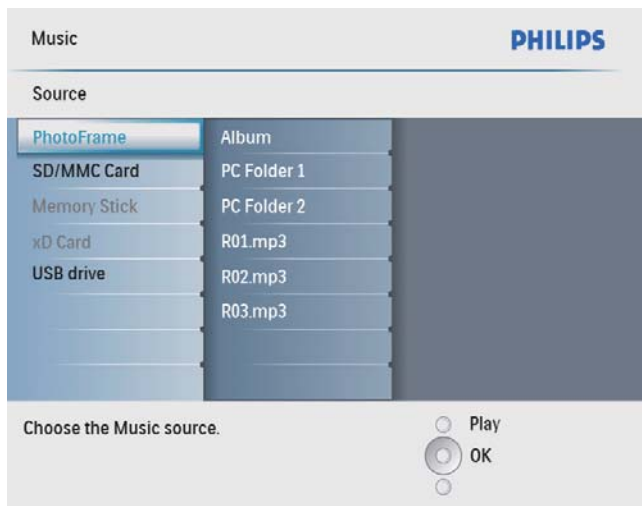 Music
PHILIPS
Source
PhotoFrame
SD/MMC Card
Memory Stick
xD Card
USB drive
Album
PC Folder 1
PC Folder 2
R01.mp3
R02.mp3
R03.mp3
Choose the Music source.
Play
OK